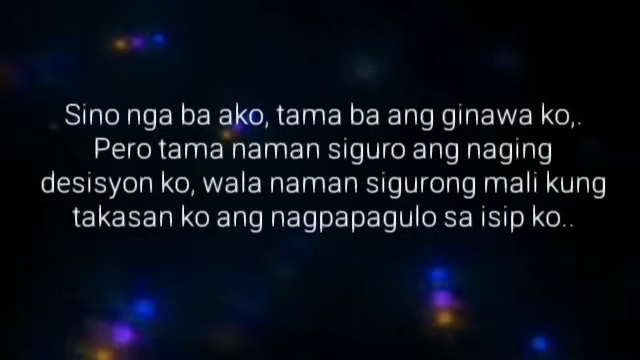 Sino nga ba ako, tama ba ang ginawa ko,.
Pero tama naman siguro ang naging
desisyon ko, wala naman sigurong mali kung
takasan ko ang nagpapagulo sa isip ko..